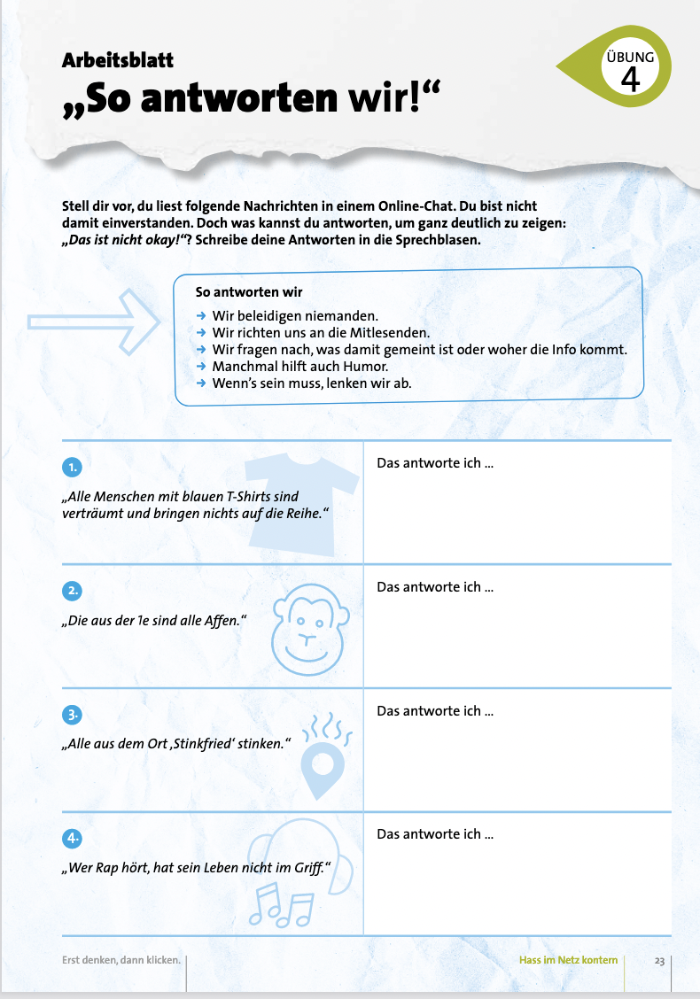 Arbeitsblatt
„So antworten wir!“
ÜBUNG
4
Stell dir vor, du liest folgende Nachrichten in einem Online-Chat. Du bist nicht
damit einverstanden. Doch was kannst du antworten, um ganz deutlich zu zeigen:
„Das ist nicht okay!“? Schreibe deine Antworten in die Sprechblasen.
So antworten wir
➔ Wir beleidigen niemanden.
➔ Wir richten uns an die Mitlesenden.
➔ Wir fragen nach, was damit gemeint ist oder woher die Info kommt.
➔ Manchmal hilft auch Humor.
➔ Wenn’s sein muss, lenken wir ab.
1.
„Alle Menschen mit blauen T-Shirts sind
verträumt und bringen nichts auf die Reihe.“
Das antworte ich ...
2.
„Die aus der 1e sind alle Affen.“
Das antworte ich ...
3.
„Alle aus dem Ort ‚Stinkfried‘ stinken.“
Das antworte ich ...
4.
„Wer Rap hört, hat sein Leben nicht im Griff.“
Das antworte ich ...
Erst denken, dann klicken.
Hass im Netz kontern
23